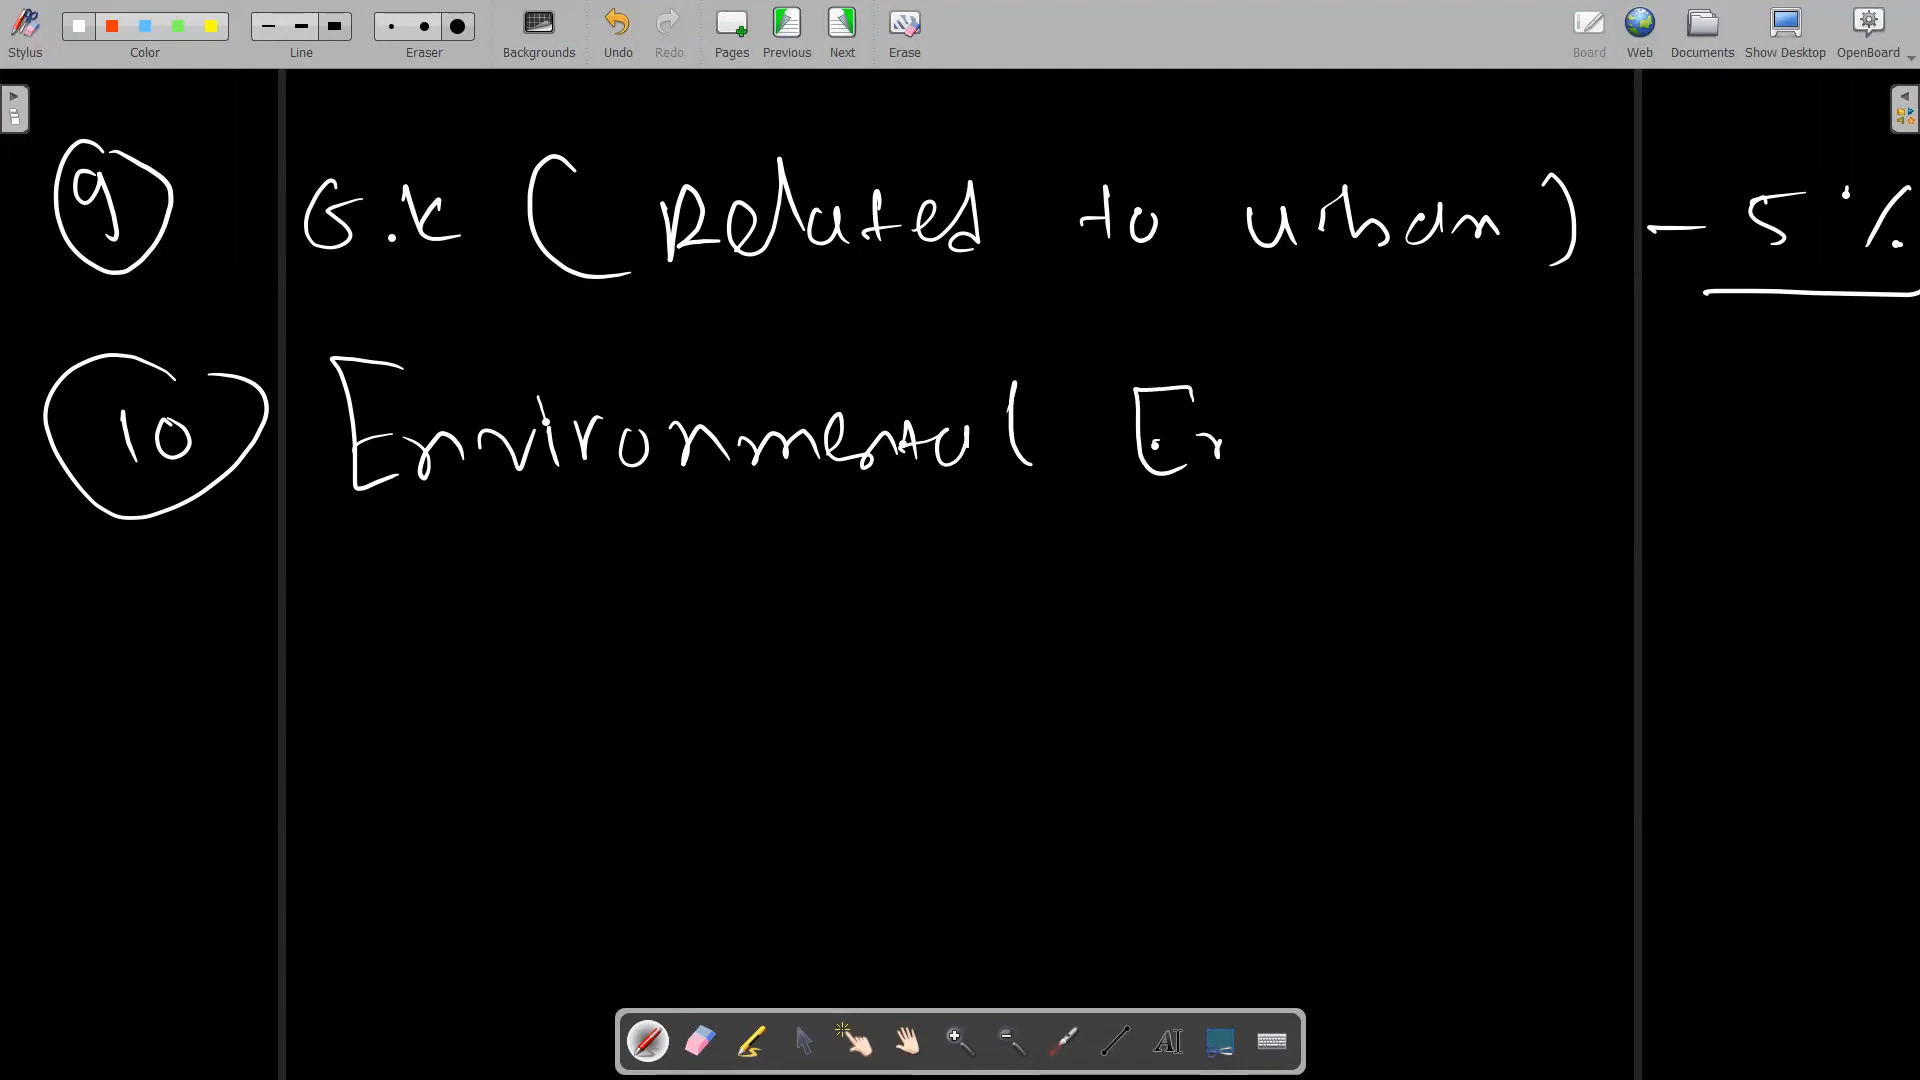 Stylus Color Line Eraser Backgrounds Undo Redo Pages Previous Next Erase Board Web Documents Show Desktop OpenBoard
9 G.K ( Related to urban ) - 5 %
10 Environmental En